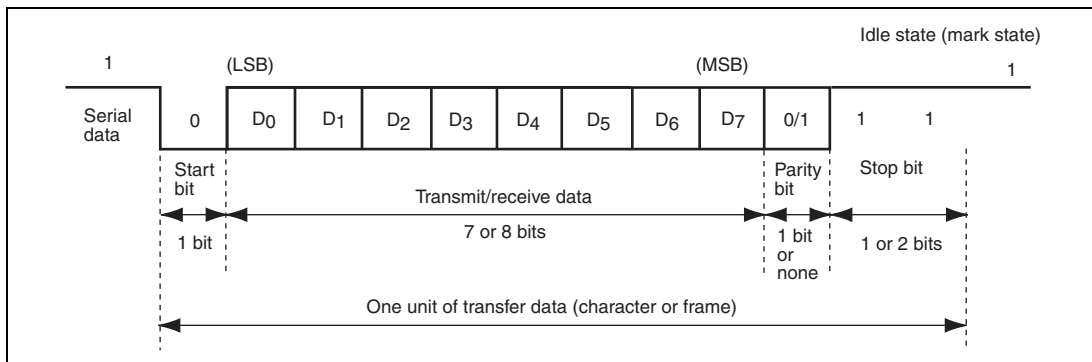 Idle state (mark state)
1 (LSB) (MSB) 1
Serial data
0 D0 D1 D2 D3 D4 D5 D6 D7 0/1 1 1
Start bit
Parity bit
Stop bit
Transmit/receive data
1 bit
7 or 8 bits
1 bit or none
1 or 2 bits
One unit of transfer data (character or frame)